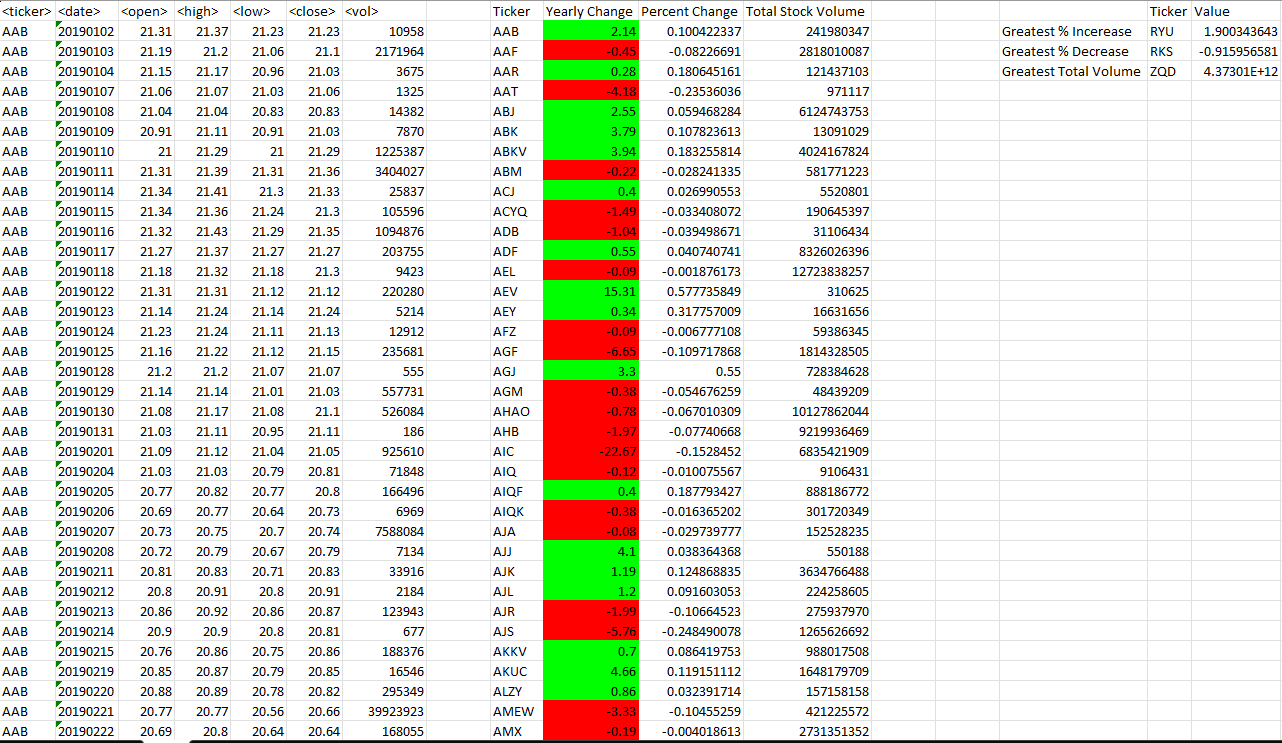 <ticker> <date> <open> <high> <low> <close> <vol> Ticker Yearly Change Percent Change Total Stock Volume Ticker Value
AAB 20190102 21.31 21.37 21.23 21.23 10958 AAB 2.14 0.100422337 241980347 Greatest % Incerease RYU 1.900343643
AAB 20190103 21.19 21.2 21.06 21.1 2171964 AAF -0.45 -0.08226691 2818010087 Greatest % Decrease RKS -0.915956581
AAB 20190104 21.15 21.17 20.96 21.03 3675 AAR 0.28 0.180645161 121437103 Greatest Total Volume ZQD 4.37301E+12
AAB 20190107 21.06 21.07 21.03 21.06 1325 AAT -4.18 -0.23536036 971117
AAB 20190108 21.04 21.04 20.83 20.83 14382 ABJ 2.55 0.059468284 6124743753
AAB 20190109 20.91 21.11 20.91 21.03 7870 ABK 3.79 0.107823613 13091029
AAB 20190110 21 21.29 21 21.29 1225387 ABKV 3.94 0.183255814 4024167824
AAB 20190111 21.31 21.39 21.31 21.36 3404027 ABM -0.22 -0.028241335 581771223
AAB 20190114 21.34 21.41 21.3 21.33 25837 ACJ 0.4 0.026990553 5520801
AAB 20190115 21.34 21.36 21.24 21.3 105596 ACYQ -1.49 -0.033408072 190645397
AAB 20190116 21.32 21.43 21.29 21.35 1094876 ADB -1.04 -0.039498671 31106434
AAB 20190117 21.27 21.37 21.27 21.27 203755 ADF 0.55 0.040740741 8326026396
AAB 20190118 21.18 21.32 21.18 21.3 9423 AEL -0.09 -0.001876173 12723838257
AAB 20190122 21.31 21.31 21.12 21.12 220280 AEV 15.31 0.577735849 310625
AAB 20190123 21.14 21.24 21.14 21.24 5214 AEY 0.34 0.317757009 16631656
AAB 20190124 21.23 21.24 21.11 21.13 12912 AFZ -0.09 -0.006777108 59386345
AAB 20190125 21.16 21.22 21.12 21.15 235681 AGF -6.65 -0.109717868 1814328505
AAB 20190128 21.2 21.2 21.07 21.07 555 AGJ 3.3 0.55 728384628
AAB 20190129 21.14 21.14 21.01 21.03 557731 AGM -0.38 -0.054676259 48439209
AAB 20190130 21.08 21.17 21.08 21.1 526084 AHAO -0.78 -0.067010309 10127862044
AAB 20190131 21.03 21.11 20.95 21.11 186 AHB -1.97 -0.07740668 9219936469
AAB 20190201 21.09 21.12 21.04 21.05 925610 AIC -22.67 -0.1528452 6835421909
AAB 20190204 21.03 21.03 20.79 20.81 71848 AIQ -0.12 -0.010075567 9106431
AAB 20190205 20.77 20.82 20.77 20.8 166496 AIQF 0.4 0.187793427 888186772
AAB 20190206 20.69 20.77 20.64 20.73 6969 AIQK -0.38 -0.016365202 301720349
AAB 20190207 20.73 20.75 20.7 20.74 7588084 AJA -0.08 -0.029739777 152528235
AAB 20190208 20.72 20.79 20.67 20.79 7134 AJJ 4.1 0.038364368 550188
AAB 20190211 20.81 20.83 20.71 20.83 33916 AJK 1.19 0.124868835 3634766488
AAB 20190212 20.8 20.91 20.8 20.91 2184 AJL 1.2 0.091603053 224258605
AAB 20190213 20.86 20.92 20.86 20.87 123943 AJR -1.99 -0.10664523 275937970
AAB 20190214 20.9 20.9 20.8 20.81 677 AJS -5.76 -0.248490078 1265626692
AAB 20190215 20.76 20.86 20.75 20.86 188376 AKKV 0.7 0.086419753 988017508
AAB 20190219 20.85 20.87 20.79 20.85 16546 AKUC 4.66 0.119151112 1648179709
AAB 20190220 20.88 20.89 20.78 20.82 295349 ALZY 0.86 0.032391714 157158158
AAB 20190221 20.77 20.77 20.56 20.66 39923923 AMEW -3.33 -0.10455259 421225572
AAB 20190222 20.69 20.8 20.64 20.64 168055 AMX -0.19 -0.004018613 2731351352